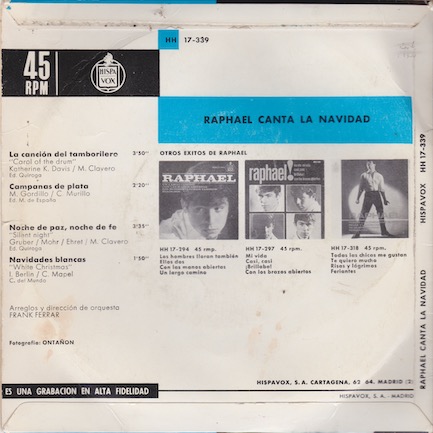 45
RPM
HISPA
VOX
HH 17-339
RAPHAEL CANTA LA NAVIDAD
La canción del tamborilero 3'50"
"Carol of the drum"
Katherine K. Davis / M. Clavero
Ed. Quiroga
Campanas de plata 2'20"
M. Gordillo / C. Murillo
Ed. M. de España
Noche de paz, noche de fe 3'25"
"Silent night"
Gruber / Mohr / Ehret / M. Clavero
Ed. Quiroga
Navidades blancas 1'50"
"White Christmas"
I. Berlin / C. Mapel
C. del Mundo
Arreglos y dirección de orquesta
FRANK FERRAR
Fotografía: ONTAÑON
OTROS EXITOS DE RAPHAEL
RAPHAEL
HH 17-294 45 rmp.
Los hombres lloran también
Ellas dos
Con las manos abiertas
Un largo camino
raphael!
HH 17-297 45 rpm.
Mi vida
Casi, casi
¡Brillaba!
Con los brazos abiertos
HH 17-318 45 rpm.
Todas las chicas me gustan
Te quiero mucho
Risas y lágrimas
Feriantes
ES UNA GRABACION EN ALTA FIDELIDAD
HISPAVOX, S. A. CARTAGENA, 62 64. MADRID (2)
HISPAVOX, S. A. - MADRID
RAPHAEL CANTA LA NAVIDAD HISPAVOX HH 17-339